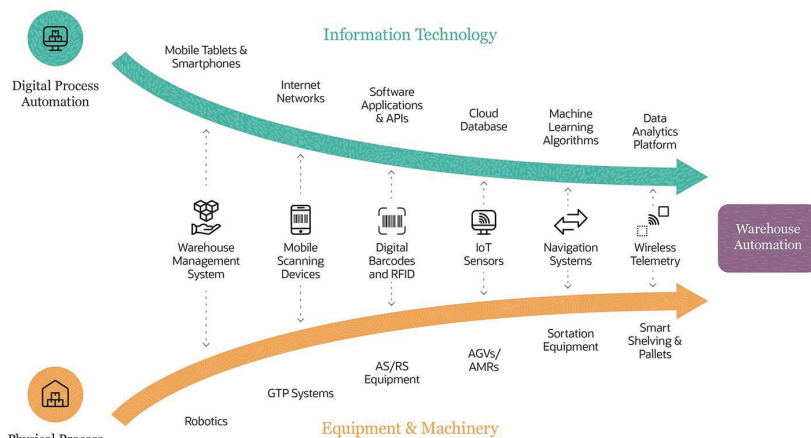 Information Technology
Digital Process
Automation
Mobile Tablets &
Smartphones
Internet
Networks
Software
Applications
& APIs
Cloud
Database
Machine
Learning
Algorithms
Data
Analytics
Platform
Warehouse
Management
System
Mobile
Scanning
Devices
Digital
Barcodes
and RFID
IoT
Sensors
Navigation
Systems
Wireless
Telemetry
Warehouse
Automation
Robotics
GTP Systems
AS/RS
Equipment
AGVs/
AMRs
Sortation
Equipment
Smart
Shelving &
Pallets
Physical Process
Equipment & Machinery